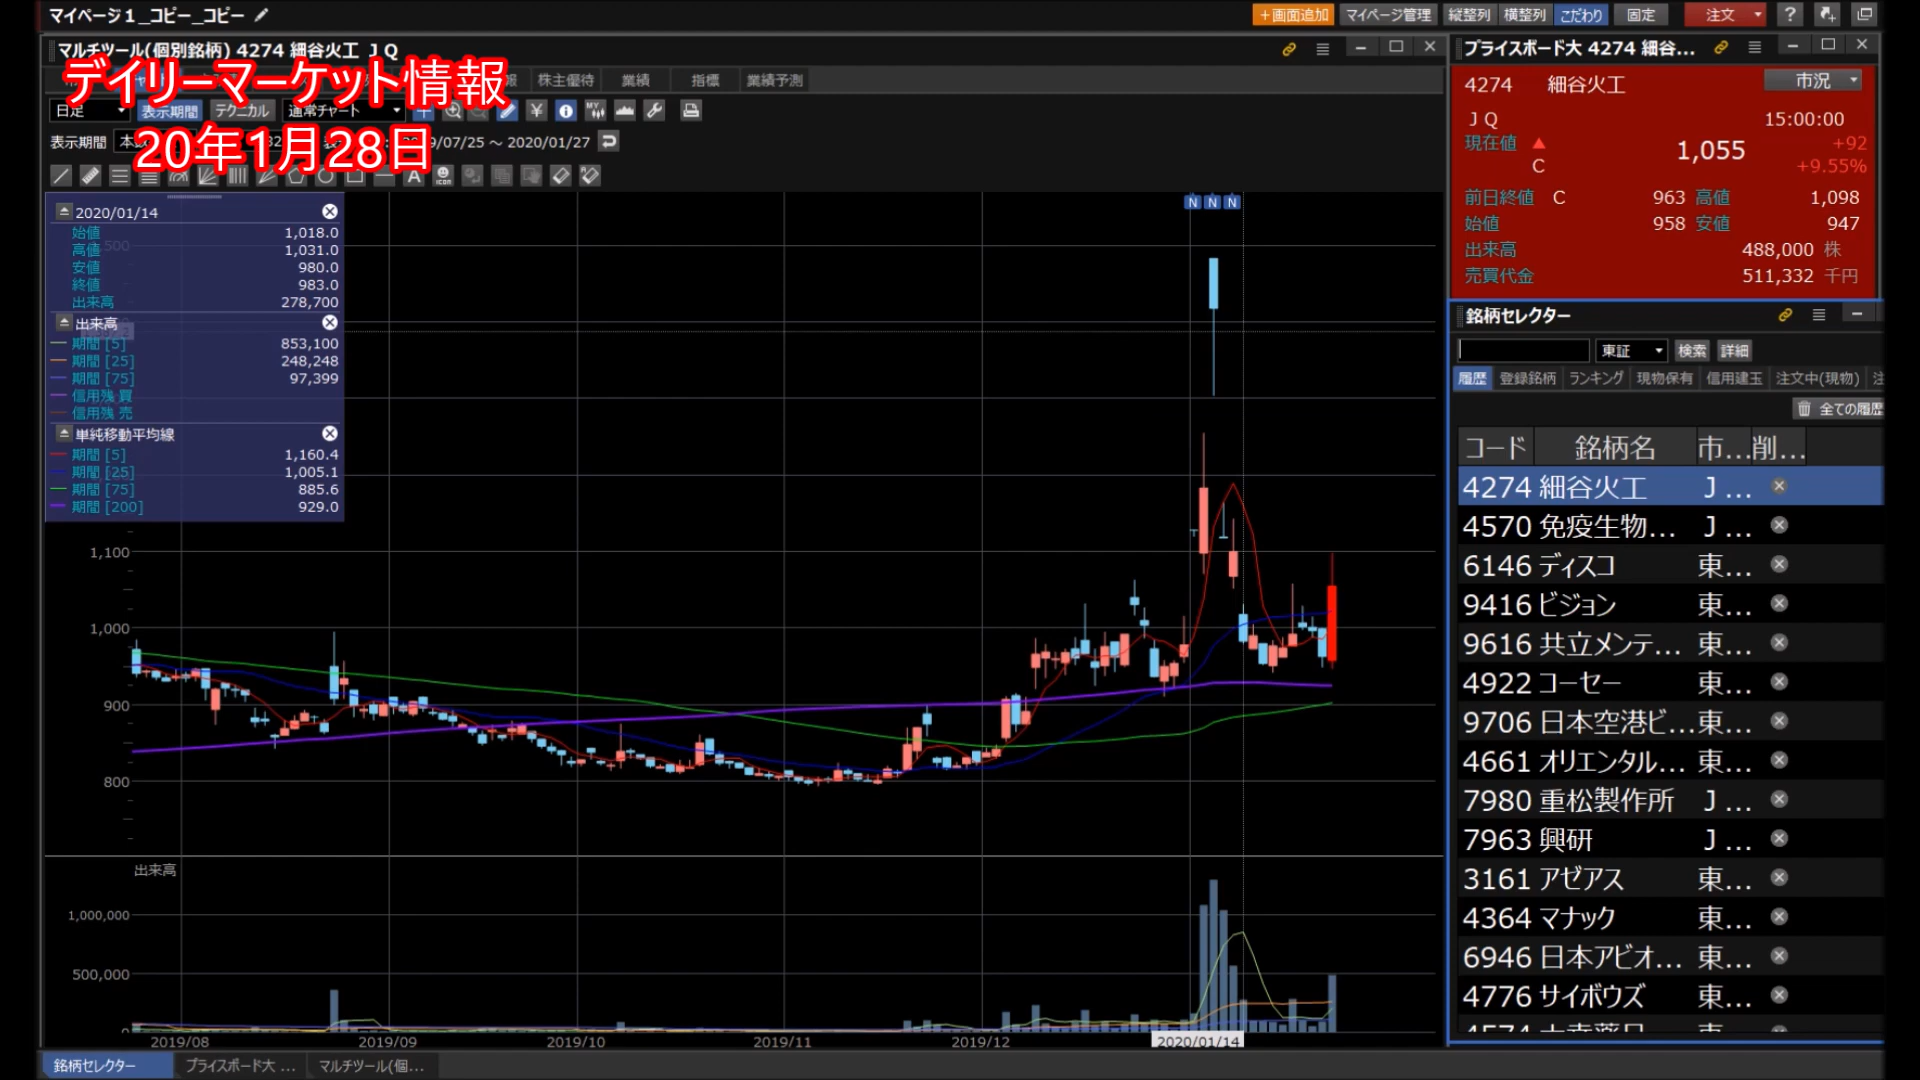 マイページ１_コピー_コピー
＋画面追加 マイページ管理 縦整列 横整列 こだわり 固定 注文 ?
マルチツール(個別銘柄) 4274 細谷火工 ＪＱ
デイリーマーケット情報
20年1月28日
株主優待 業績 指標 業績予測
日足 表示期間 テクニカル 通常チャート ¥ i MY
表示期間 本数 /07/25 ～ 2020/01/27
A ICON
2020/01/14
始値 1,018.0
高値 1,031.0
安値 980.0
終値 983.0
出来高 278,700
出来高
期間 [5] 853,100
期間 [25] 248,248
期間 [75] 97,399
信用残 買
信用残 売
単純移動平均線
期間 [5] 1,160.4
期間 [25] 1,005.1
期間 [75] 885.6
期間 [200] 929.0
N N N
1,100
1,000
900
800
出来高
1,000,000
500,000
0
2019/08 2019/09 2019/10 2019/11 2019/12 2020/01/14
プライスボード大 4274 細谷...
4274 細谷火工 市況
ＪＱ 15:00:00
現在値 ▲ 1,055 +92
C +9.55%
前日終値 C 963 高値 1,098
始値 958 安値 947
出来高 488,000 株
売買代金 511,332 千円
銘柄セレクター
東証 検索 詳細
履歴 登録銘柄 ランキング 現物保有 信用建玉 注文中(現物) 注
全ての履歴
コード 銘柄名 市... 削...
4274 細谷火工 Ｊ...
4570 免疫生物... Ｊ...
6146 ディスコ 東...
9416 ビジョン 東...
9616 共立メンテ... 東...
4922 コーセー 東...
9706 日本空港ビ... 東...
4661 オリエンタル... 東...
7980 重松製作所 Ｊ...
7963 興研 Ｊ...
3161 アゼアス 東...
4364 マナック 東...
6946 日本アビオ... 東...
4776 サイボウズ 東...
銘柄セレクター プライスボード大 ... マルチツール(個...